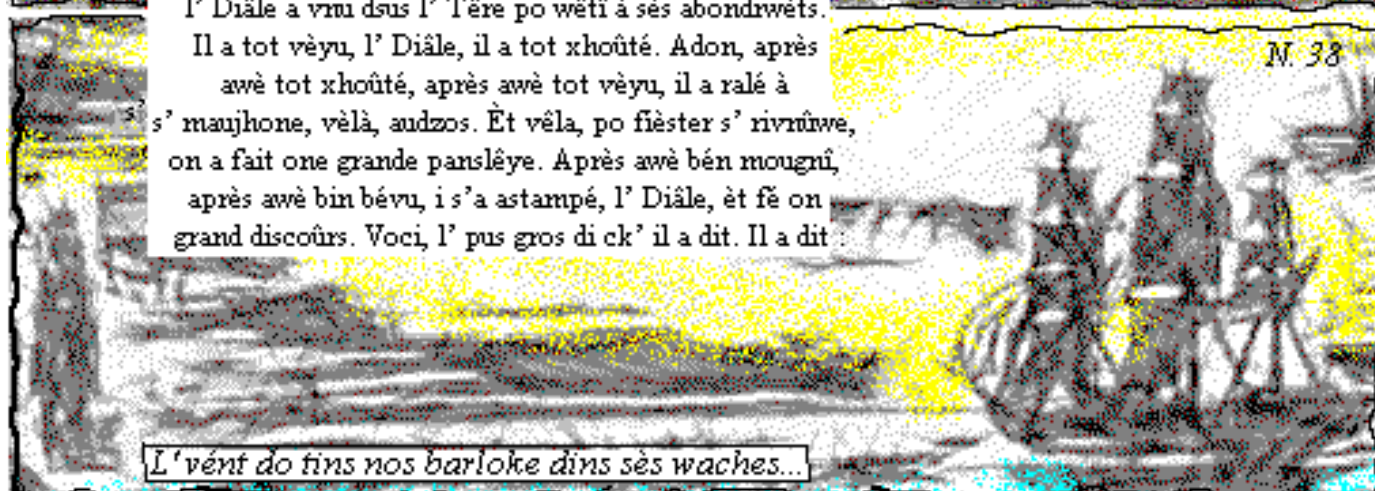 l’ Diâle a vnu dsus l’ Têre po wêtî à sès abondrwèts.
Il a tot vèyu, l’ Diâle, il a tot xhoûté. Adon, après
N. 38
awè tot xhoûté, après awè tot vèyu, il a ralé à
s’ maujhone, vèlà, audzos. Èt vêla, po fièster s’ rivnûwe,
on a fait one grande panslêye. Après awè bén mougnî,
après awè bin bévu, i s’a astampé, l’ Diâle, èt fé on
grand discoûrs. Voci, l’ pus gros di ck’ il a dit. Il a dit :
L'vént do tins nos barloke dins sès waches...